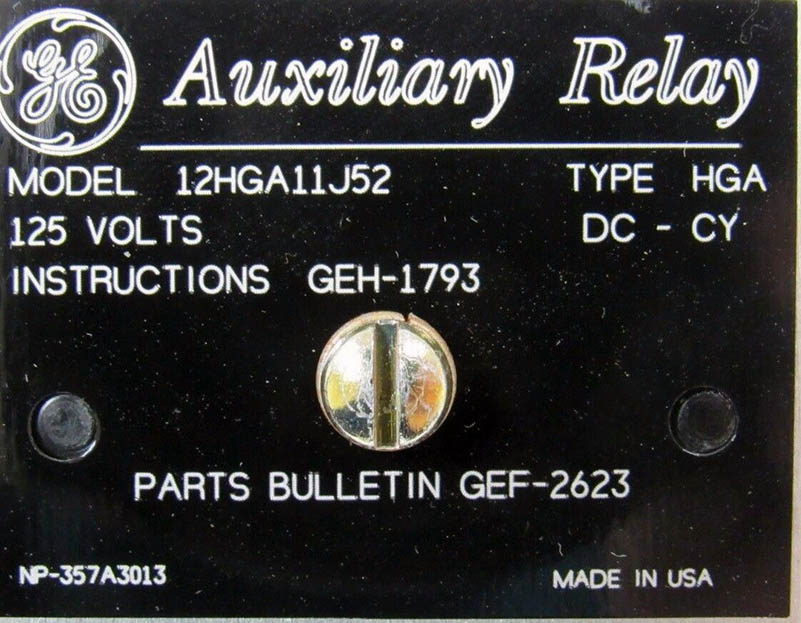 GE Auxiliary Relay
MODEL 12HGA11J52 TYPE HGA
125 VOLTS DC - CY
INSTRUCTIONS GEH-1793
PARTS BULLETIN GEF-2623
NP-357A3013 MADE IN USA